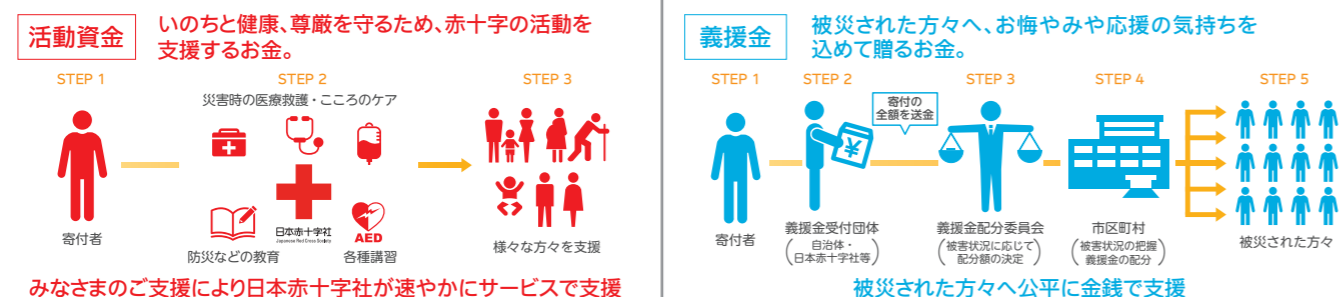 活動資金
いのちと健康、尊厳を守るため、赤十字の活動を
支援するお金。
STEP 1
STEP 2
STEP 3
災害時の医療救護・こころのケア
寄付者
日本赤十字社
Japanese Red Cross Society
AED
防災などの教育
各種講習
様々な方々を支援
みなさまのご支援により日本赤十字社が速やかにサービスで支援
義援金
被災された方々へ、お悔やみや応援の気持ちを
込めて贈るお金。
STEP 1
STEP 2
STEP 3
STEP 4
STEP 5
寄付の
全額を送金
¥
寄付者
義援金受付団体
(自治体・
日本赤十字社等)
義援金配分委員会
(被害状況に応じて
配分額の決定)
市区町村
(被害状況の把握
義援金の配分)
被災された方々
被災された方々へ公平に金銭で支援